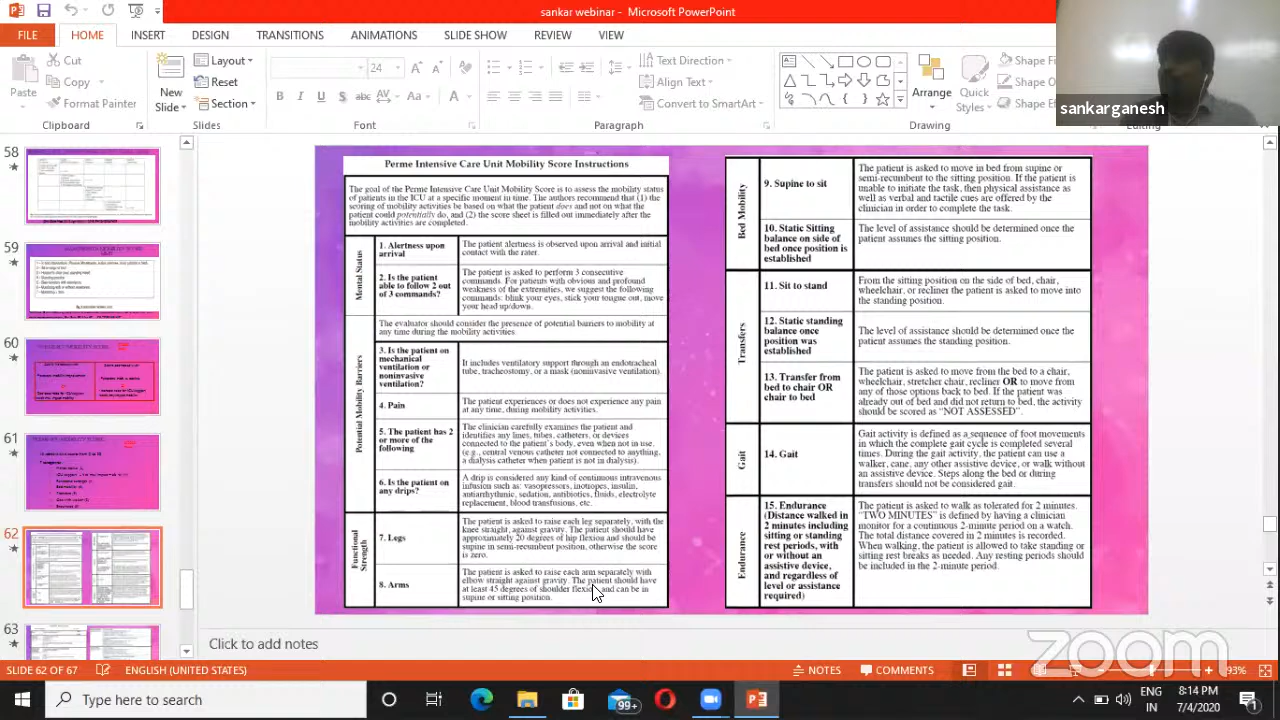 sankar webinar - Microsoft PowerPoint
FILE HOME INSERT DESIGN TRANSITIONS ANIMATIONS SLIDE SHOW REVIEW VIEW
Paste
Cut
Copy
Format Painter
Clipboard
New Slide
Layout
Reset
Section
Slides
24
Font
Paragraph
Text Direction
Align Text
Convert to SmartArt
Arrange
Quick Styles
Drawing
Shape
Shape
Shape
Editing
sankarganesh
58
59
60
61
62
63
Perme Intensive Care Unit Mobility Score Instructions
The goal of the Perme Intensive Care Unit Mobility Score is to assess the mobility status
of patients in the ICU at a specific moment in time. The authors recommend that (1) the
scoring of mobility activities be based on what the patient does and not on what the
patient could potentially do, and (2) the score sheet is filled out immediately after the
mobility activities are completed.
Mental Status
1. Alertness upon
arrival
The patient alertness is observed upon arrival and initial
contact with the rater.
2. Is the patient
able to follow 2 out
of 3 commands?
The patient is asked to perform 3 consecutive
commands. For patients with obvious and profound
weakness of the extremities, we suggest the following
commands: blink your eyes, stick your tongue out, move
your head up/down.
Potential Mobility Barriers
The evaluator should consider the presence of potential barriers to mobility at
any time during the mobility activities.
3. Is the patient on
mechanical
ventilation or
noninvasive
ventilation?
It includes ventilatory support through an endotracheal
tube, tracheostomy, or a mask (noninvasive ventilation).
4. Pain
The patient experiences or does not experience any pain
at any time, during mobility activities.
5. The patient has 2
or more of the
following
The clinician carefully examines the patient and
identifies any lines, tubes, catheters, or devices
connected to the patient's body, even when not in use.
(e.g., central venous catheter not connected to anything,
a dialysis catheter when patient is not in dialysis).
6. Is the patient on
any drips?
A drip is considered any kind of continuous intravenous
infusion such as: vasopressors, inotropes, insulin,
antiarrhythmic, sedation, antibiotics, fluids, electrolyte
replacement, blood transfusions, etc.
Functional
Strength
7. Legs
The patient is asked to raise each leg separately, with the
knee straight, against gravity. The patient should have
approximately 20 degrees of hip flexion and should be
supine in semi-recumbent position, otherwise the score
is zero.
8. Arms
The patient is asked to raise each arm separately with
elbow straight against gravity. The patient should have
at least 45 degrees of shoulder flexion and can be in
supine or sitting position.
Bed Mobility
9. Supine to sit
The patient is asked to move in bed from supine or
semi-recumbent to the sitting position. If the patient is
unable to initiate the task, then physical assistance as
well as verbal and tactile cues are offered by the
clinician in order to complete the task.
10. Static Sitting
balance on side of
bed once position is
established
The level of assistance should be determined once the
patient assumes the sitting position.
Transfers
11. Sit to stand
From the sitting position on the side of bed, chair,
wheelchair, or recliner the patient is asked to move into
the standing position.
12. Static standing
balance once
position was
established
The level of assistance should be determined once the
patient assumes the standing position.
13. Transfer from
bed to chair OR
chair to bed
The patient is asked to move from the bed to a chair,
wheelchair, stretcher chair, recliner OR to move from
any of those options back to bed. If the patient was
already out of bed and did not return to bed, the activity
should be scored as "NOT ASSESSED".
Gait
14. Gait
Gait activity is defined as a sequence of foot movements
in which the complete gait cycle is completed several
times. During the gait activity, the patient can use a
walker, cane, any other assistive device, or walk without
an assistive device. Steps along the bed or during
transfers should not be considered gait.
Endurance
15. Endurance
(Distance walked in
2 minutes including
sitting or standing
rest periods, with
or without an
assistive device,
and regardless of
level or assistance
required)
The patient is asked to walk as tolerated for 2 minutes.
"TWO MINUTES" is defined by having a clinician
monitor for a continuous 2-minute period on a watch.
The total distance covered in 2 minutes is recorded.
When walking, the patient is allowed to take standing or
sitting rest breaks as needed. Any resting periods should
be included in the 2-minute period.
Click to add notes
zoom
SLIDE 62 OF 67 ENGLISH (UNITED STATES) NOTES COMMENTS 93%
Type here to search
99+
ENG
IN
8:14 PM
7/4/2020
1